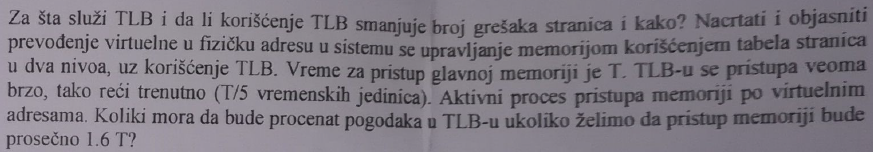 Za šta služi TLB i da li korišćenje TLB smanjuje broj grešaka stranica i kako? Nacrtati i objasniti
prevođenje virtuelne u fizičku adresu u sistemu se upravljanje memorijom korišćenjem tabela stranica
u dva nivoa, uz korišćenje TLB. Vreme za pristup glavnoj memoriji je T. TLB-u se pristupa veoma
brzo, tako reći trenutno (T/5 vremenskih jedinica). Aktivni proces pristupa memoriji po virtuelnim
adresama. Koliki mora da bude procenat pogodaka u TLB-u ukoliko želimo da pristup memoriji bude
prosečno 1.6 T?